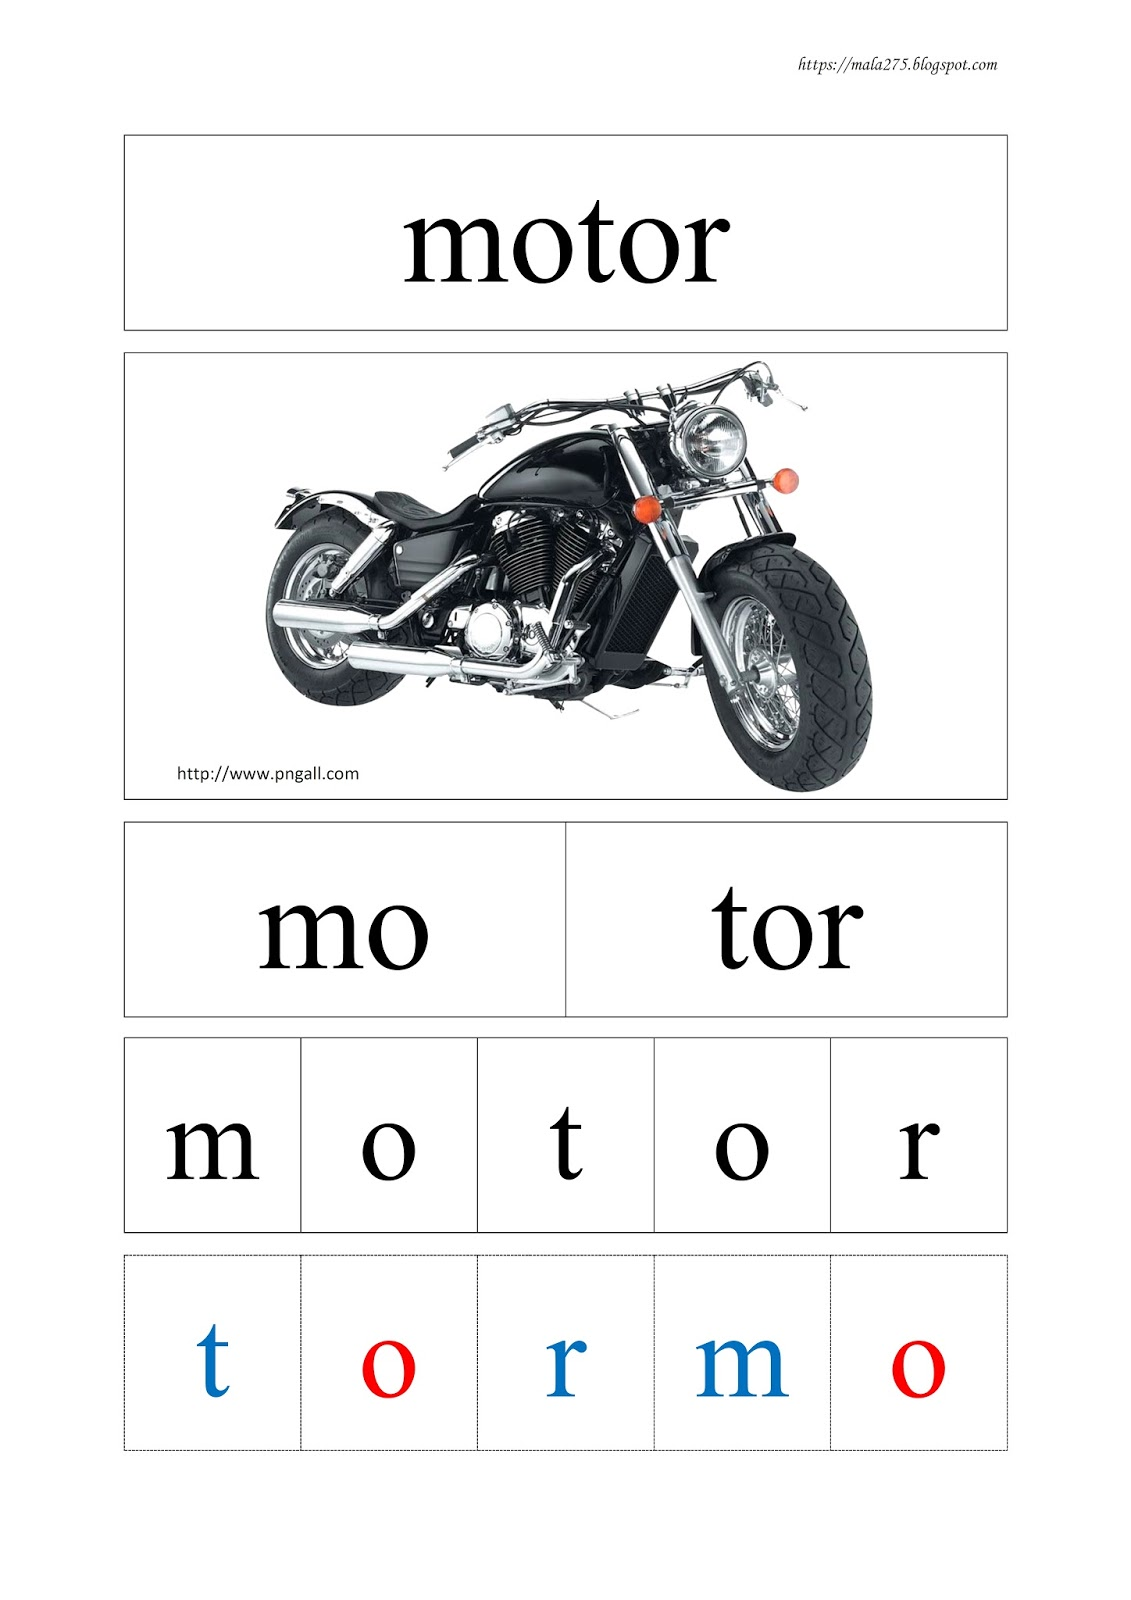 https://mala275.blogspot.com
motor
http://www.pngall.com
mo tor
m o t o r
t o r m o